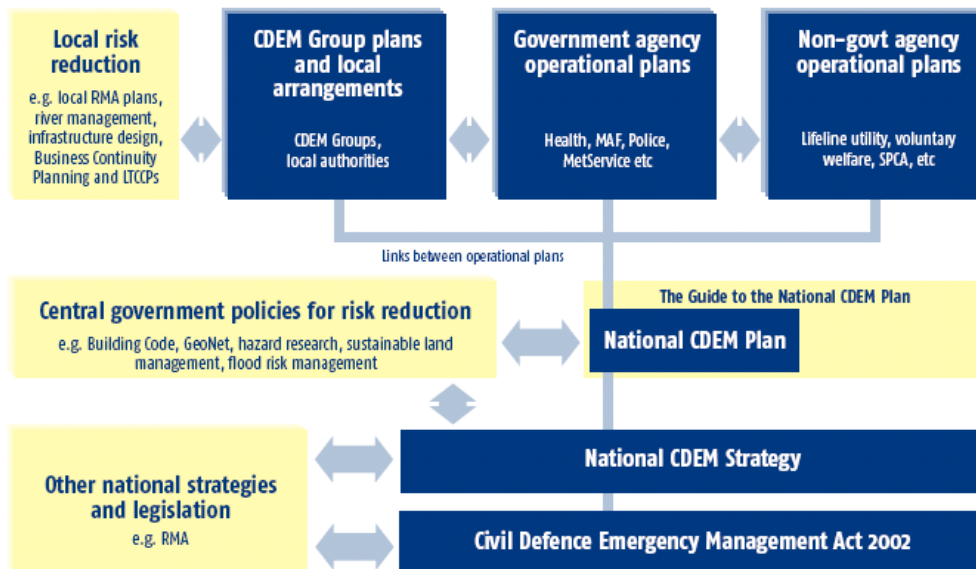 Local risk
reduction
e.g. local RMA plans,
river management,
infrastructure design,
Business Continuity
Planning and LTCCPs
CDEM Group plans
and local
arrangements
CDEM Groups,
local authorities
Government agency
operational plans
Health, MAF, Police,
MetService etc
Non-govt agency
operational plans
Lifeline utility, voluntary
welfare, SPCA, etc
Links between operational plans
Central government policies for risk reduction
e.g. Building Code, GeoNet, hazard research, sustainable land
management, flood risk management
The Guide to the National CDEM Plan
National CDEM Plan
Other national strategies
and legislation
e.g. RMA
National CDEM Strategy
Civil Defence Emergency Management Act 2002